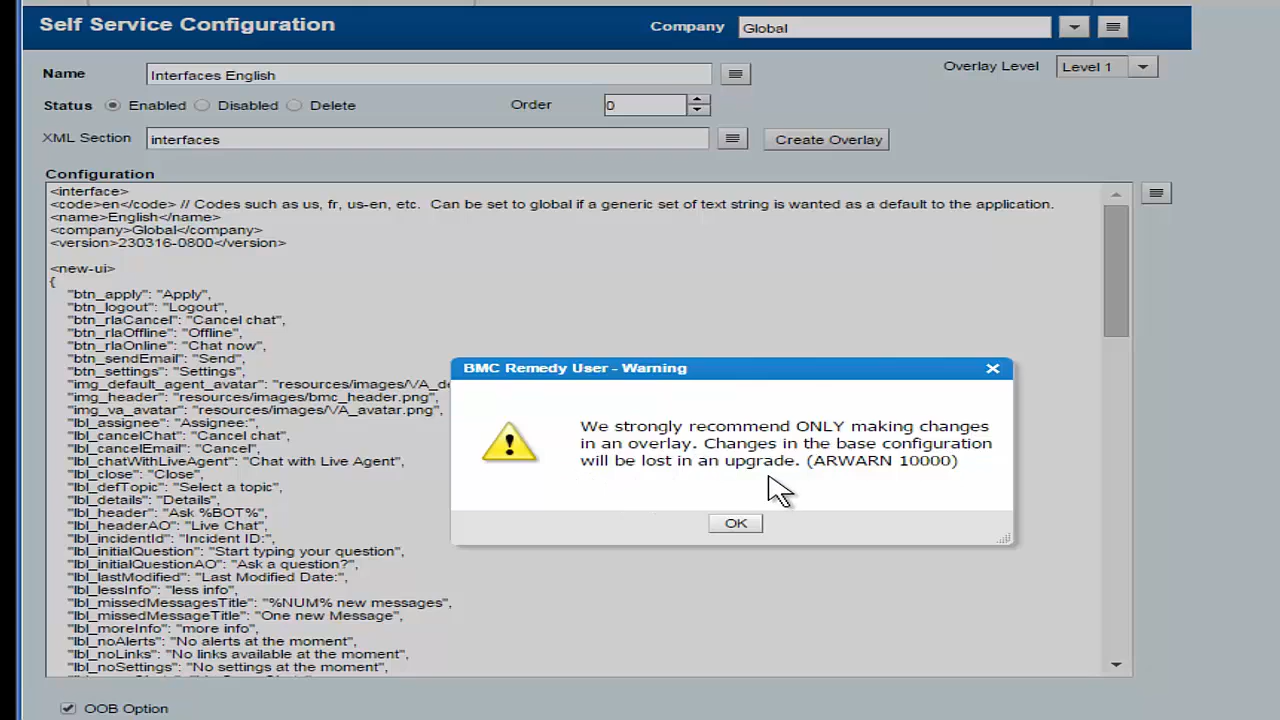 Self Service Configuration
Company Global
Name Interfaces English
Overlay Level Level 1
Status Enabled Disabled Delete Order 0
XML Section interfaces Create Overlay
Configuration
<interface>
<code>en</code> // Codes such as us, fr, us-en, etc.  Can be set to global if a generic set of text string is wanted as a default to the application.
<name>English</name>
<company>Global</company>
<version>230316-0800</version>
<new-ui>
{
"btn_apply": "Apply",
"btn_logout": "Logout",
"btn_rlaCancel": "Cancel chat",
"btn_rlaOffline": "Offline",
"btn_rlaOnline": "Chat now",
"btn_sendEmail": "Send",
"btn_settings": "Settings",
"img_default_agent_avatar": "resources/images/VA_de
"img_header": "resources/images/bmc_header.png",
"img_va_avatar": "resources/images/VA_avatar.png",
"lbl_assignee": "Assignee:",
"lbl_cancelChat": "Cancel chat",
"lbl_cancelEmail": "Cancel",
"lbl_chatWithLiveAgent": "Chat with Live Agent",
"lbl_close": "Close",
"lbl_defTopic": "Select a topic",
"lbl_details": "Details",
"lbl_header": "Ask %BOT%",
"lbl_headerAO": "Live Chat",
"lbl_incidentId": "Incident ID:",
"lbl_initialQuestion": "Start typing your question",
"lbl_initialQuestionAO": "Ask a question?",
"lbl_lastModified": "Last Modified Date:",
"lbl_lessInfo": "less info",
"lbl_missedMessagesTitle": "%NUM% new messages",
"lbl_missedMessageTitle": "One new Message",
"lbl_moreInfo": "more info",
"lbl_noAlerts": "No alerts at the moment",
"lbl_noLinks": "No links available at the moment",
"lbl_noSettings": "No settings at the moment",
BMC Remedy User - Warning
We strongly recommend ONLY making changes
in an overlay. Changes in the base configuration
will be lost in an upgrade. (ARWARN 10000)
OK
OOB Option